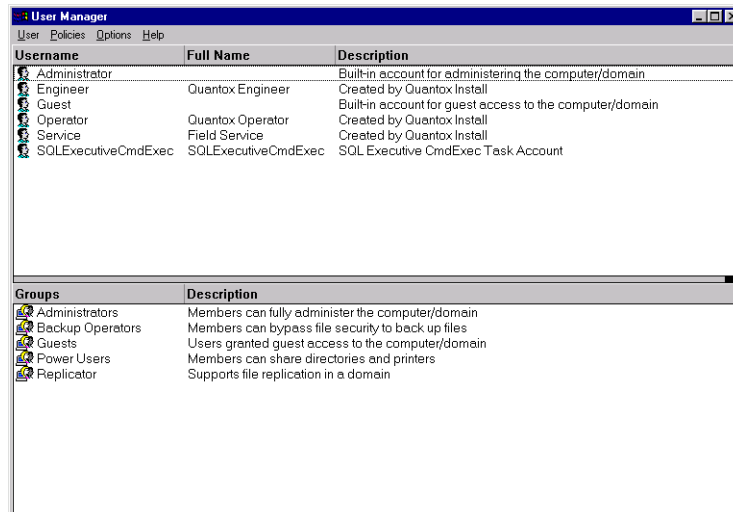 User Manager
User Policies Options Help
Username Full Name Description
Administrator Built-in account for administering the computer/domain
Engineer Quantox Engineer Created by Quantox Install
Guest Built-in account for guest access to the computer/domain
Operator Quantox Operator Created by Quantox Install
Service Field Service Created by Quantox Install
SQLExecutiveCmdExec SQLExecutiveCmdExec SQL Executive CmdExec Task Account
Groups Description
Administrators Members can fully administer the computer/domain
Backup Operators Members can bypass file security to back up files
Guests Users granted guest access to the computer/domain
Power Users Members can share directories and printers
Replicator Supports file replication in a domain